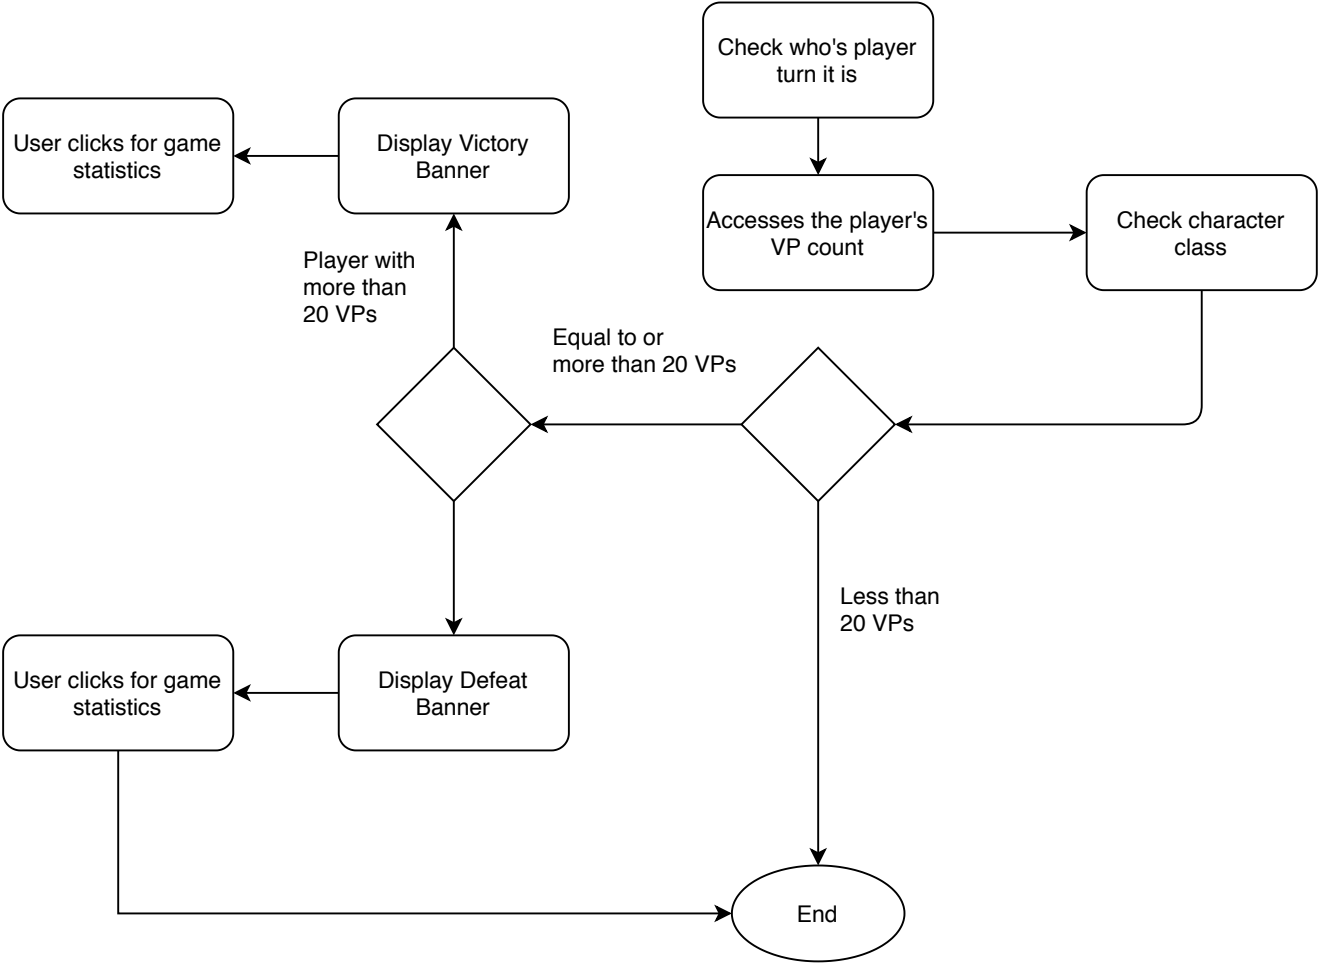 Check who's player
turn it is
User clicks for game
statistics
Display Victory
Banner
Accesses the player's
VP count
Check character
class
Player with
more than
20 VPs
Equal to or
more than 20 VPs
Less than
20 VPs
User clicks for game
statistics
Display Defeat
Banner
End